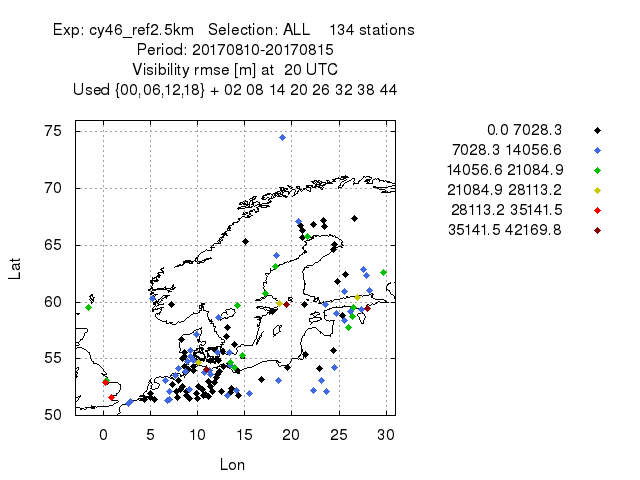 Exp: cy46_ref2.5km   Selection: ALL    134 stations
Period: 20170810-20170815
Visibility rmse [m] at  20 UTC
Used {00,06,12,18} + 02 08 14 20 26 32 38 44
75
70
65
60
55
50
Lat
0 5 10 15 20 25 30
Lon
0.0 7028.3
7028.3 14056.6
14056.6 21084.9
21084.9 28113.2
28113.2 35141.5
35141.5 42169.8